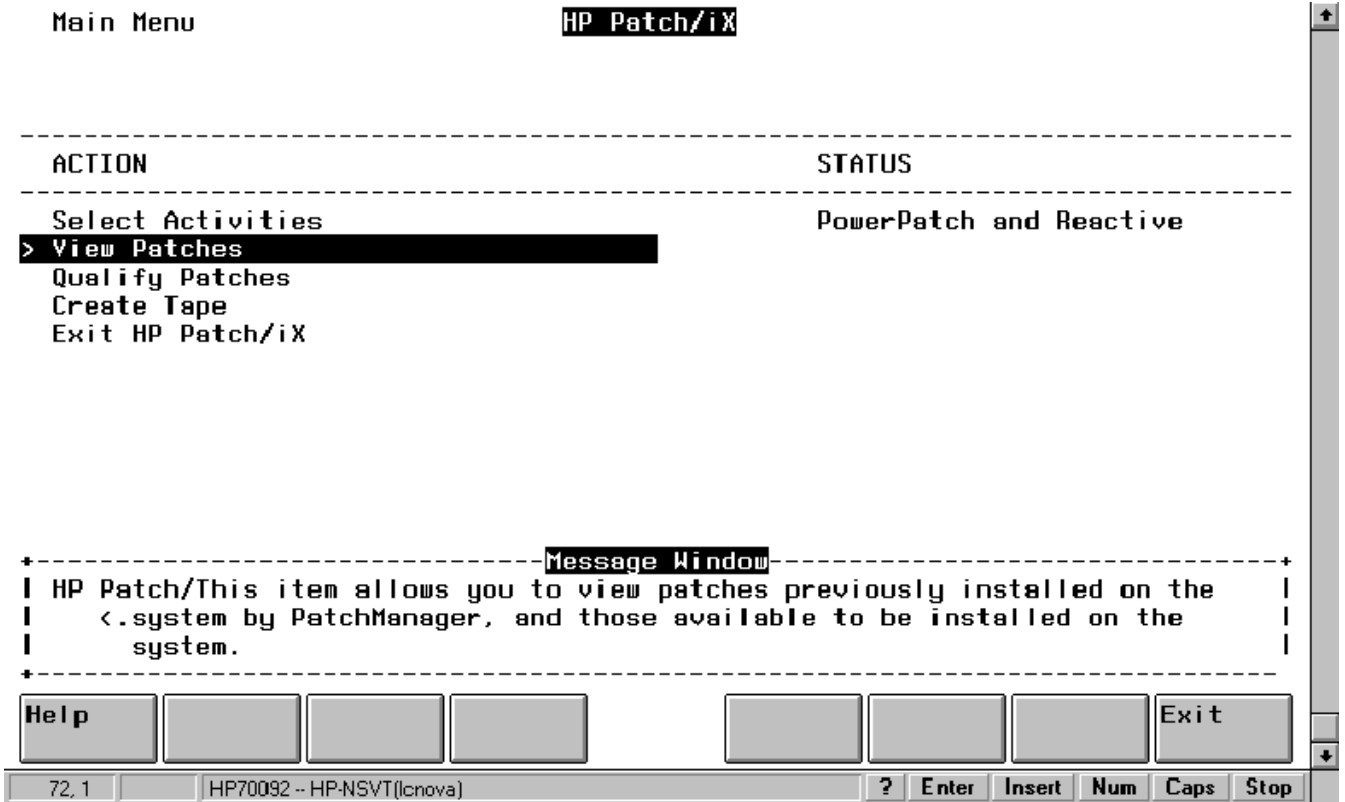 Main Menu HP Patch/iX
ACTION STATUS
Select Activities PowerPatch and Reactive
> View Patches
Qualify Patches
Create Tape
Exit HP Patch/iX
Message Window
HP Patch/This item allows you to view patches previously installed on the
<.system by PatchManager, and those available to be installed on the
system.
Help Exit
72, 1 HP70092 -- HP-NSVT(lcnova) ? Enter Insert Num Caps Stop